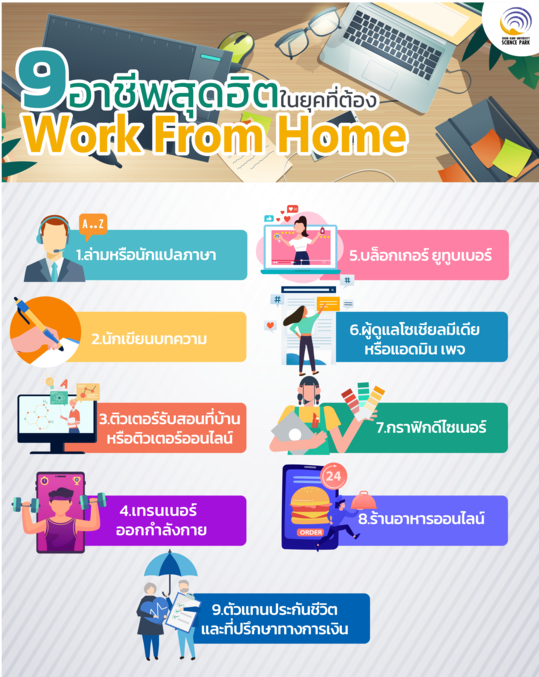 SCIENCE PARK
9อาชีพสุดฮิตในยุคที่ต้อง
Work From Home
A..Z
1.ล่ามหรือนักแปลภาษา
2.นักเขียนบทความ
3.ติวเตอร์รับสอนที่บ้าน
หรือติวเตอร์ออนไลน์
4.เทรนเนอร์
ออกกำลังกาย
5.บล็อกเกอร์ ยูทูบเบอร์
#
#
6.ผู้ดูแลโซเชียลมีเดีย
หรือแอดมิน เพจ
7.กราฟิกดีไซเนอร์
24
ORDER
8.ร้านอาหารออนไลน์
9.ตัวแทนประกันชีวิต
และที่ปรึกษาทางการเงิน